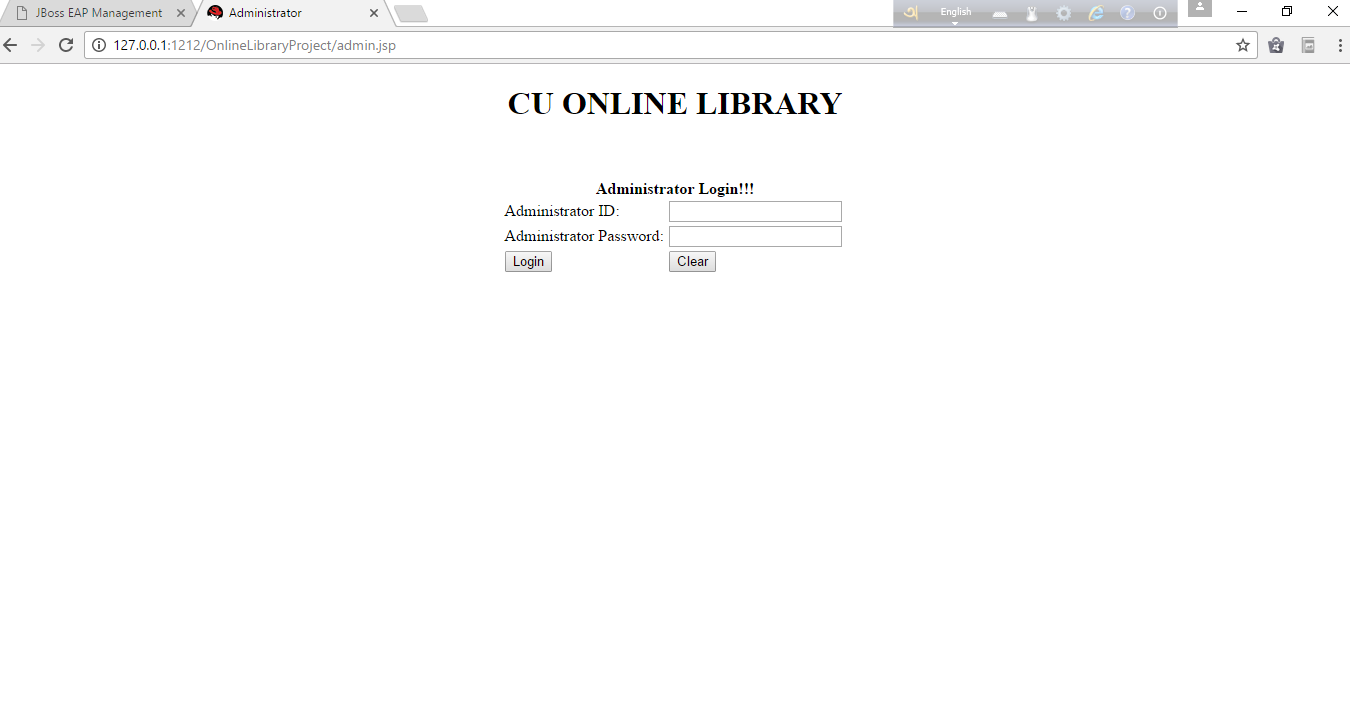 JBoss EAP Management
Administrator
English
127.0.0.1:1212/OnlineLibraryProject/admin.jsp
CU ONLINE LIBRARY
Administrator Login!!!
Administrator ID:
Administrator Password:
Login
Clear